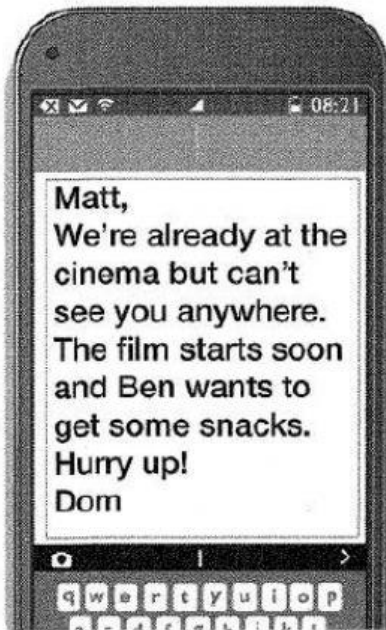 08:21
Matt,
We're already at the
cinema but can't
see you anywhere.
The film starts soon
and Ben wants to
get some snacks.
Hurry up!
Dom
q w e r t y u i o p
a s d f g h j k l